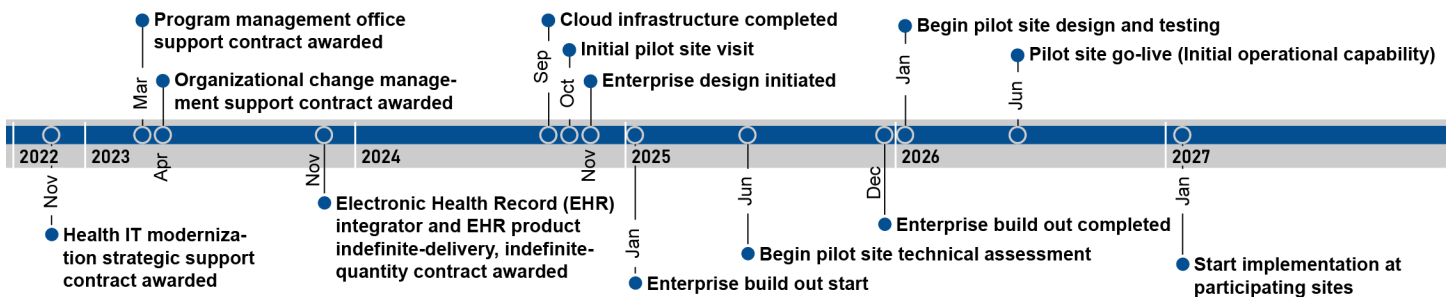 Program management office
support contract awarded
Mar
Organizational change manage-
ment support contract awarded
Apr
Cloud infrastructure completed
Sep
Initial pilot site visit
Oct
Enterprise design initiated
Nov
Begin pilot site design and testing
Jan
Pilot site go-live (Initial operational capability)
Jun
2022
2023
2024
2025
2026
2027
Nov
Health IT moderniza-
tion strategic support
contract awarded
Nov
Electronic Health Record (EHR)
integrator and EHR product
indefinite-delivery, indefinite-
quantity contract awarded
Jan
Enterprise build out start
Jun
Begin pilot site technical assessment
Dec
Enterprise build out completed
Jan
Start implementation at
participating sites